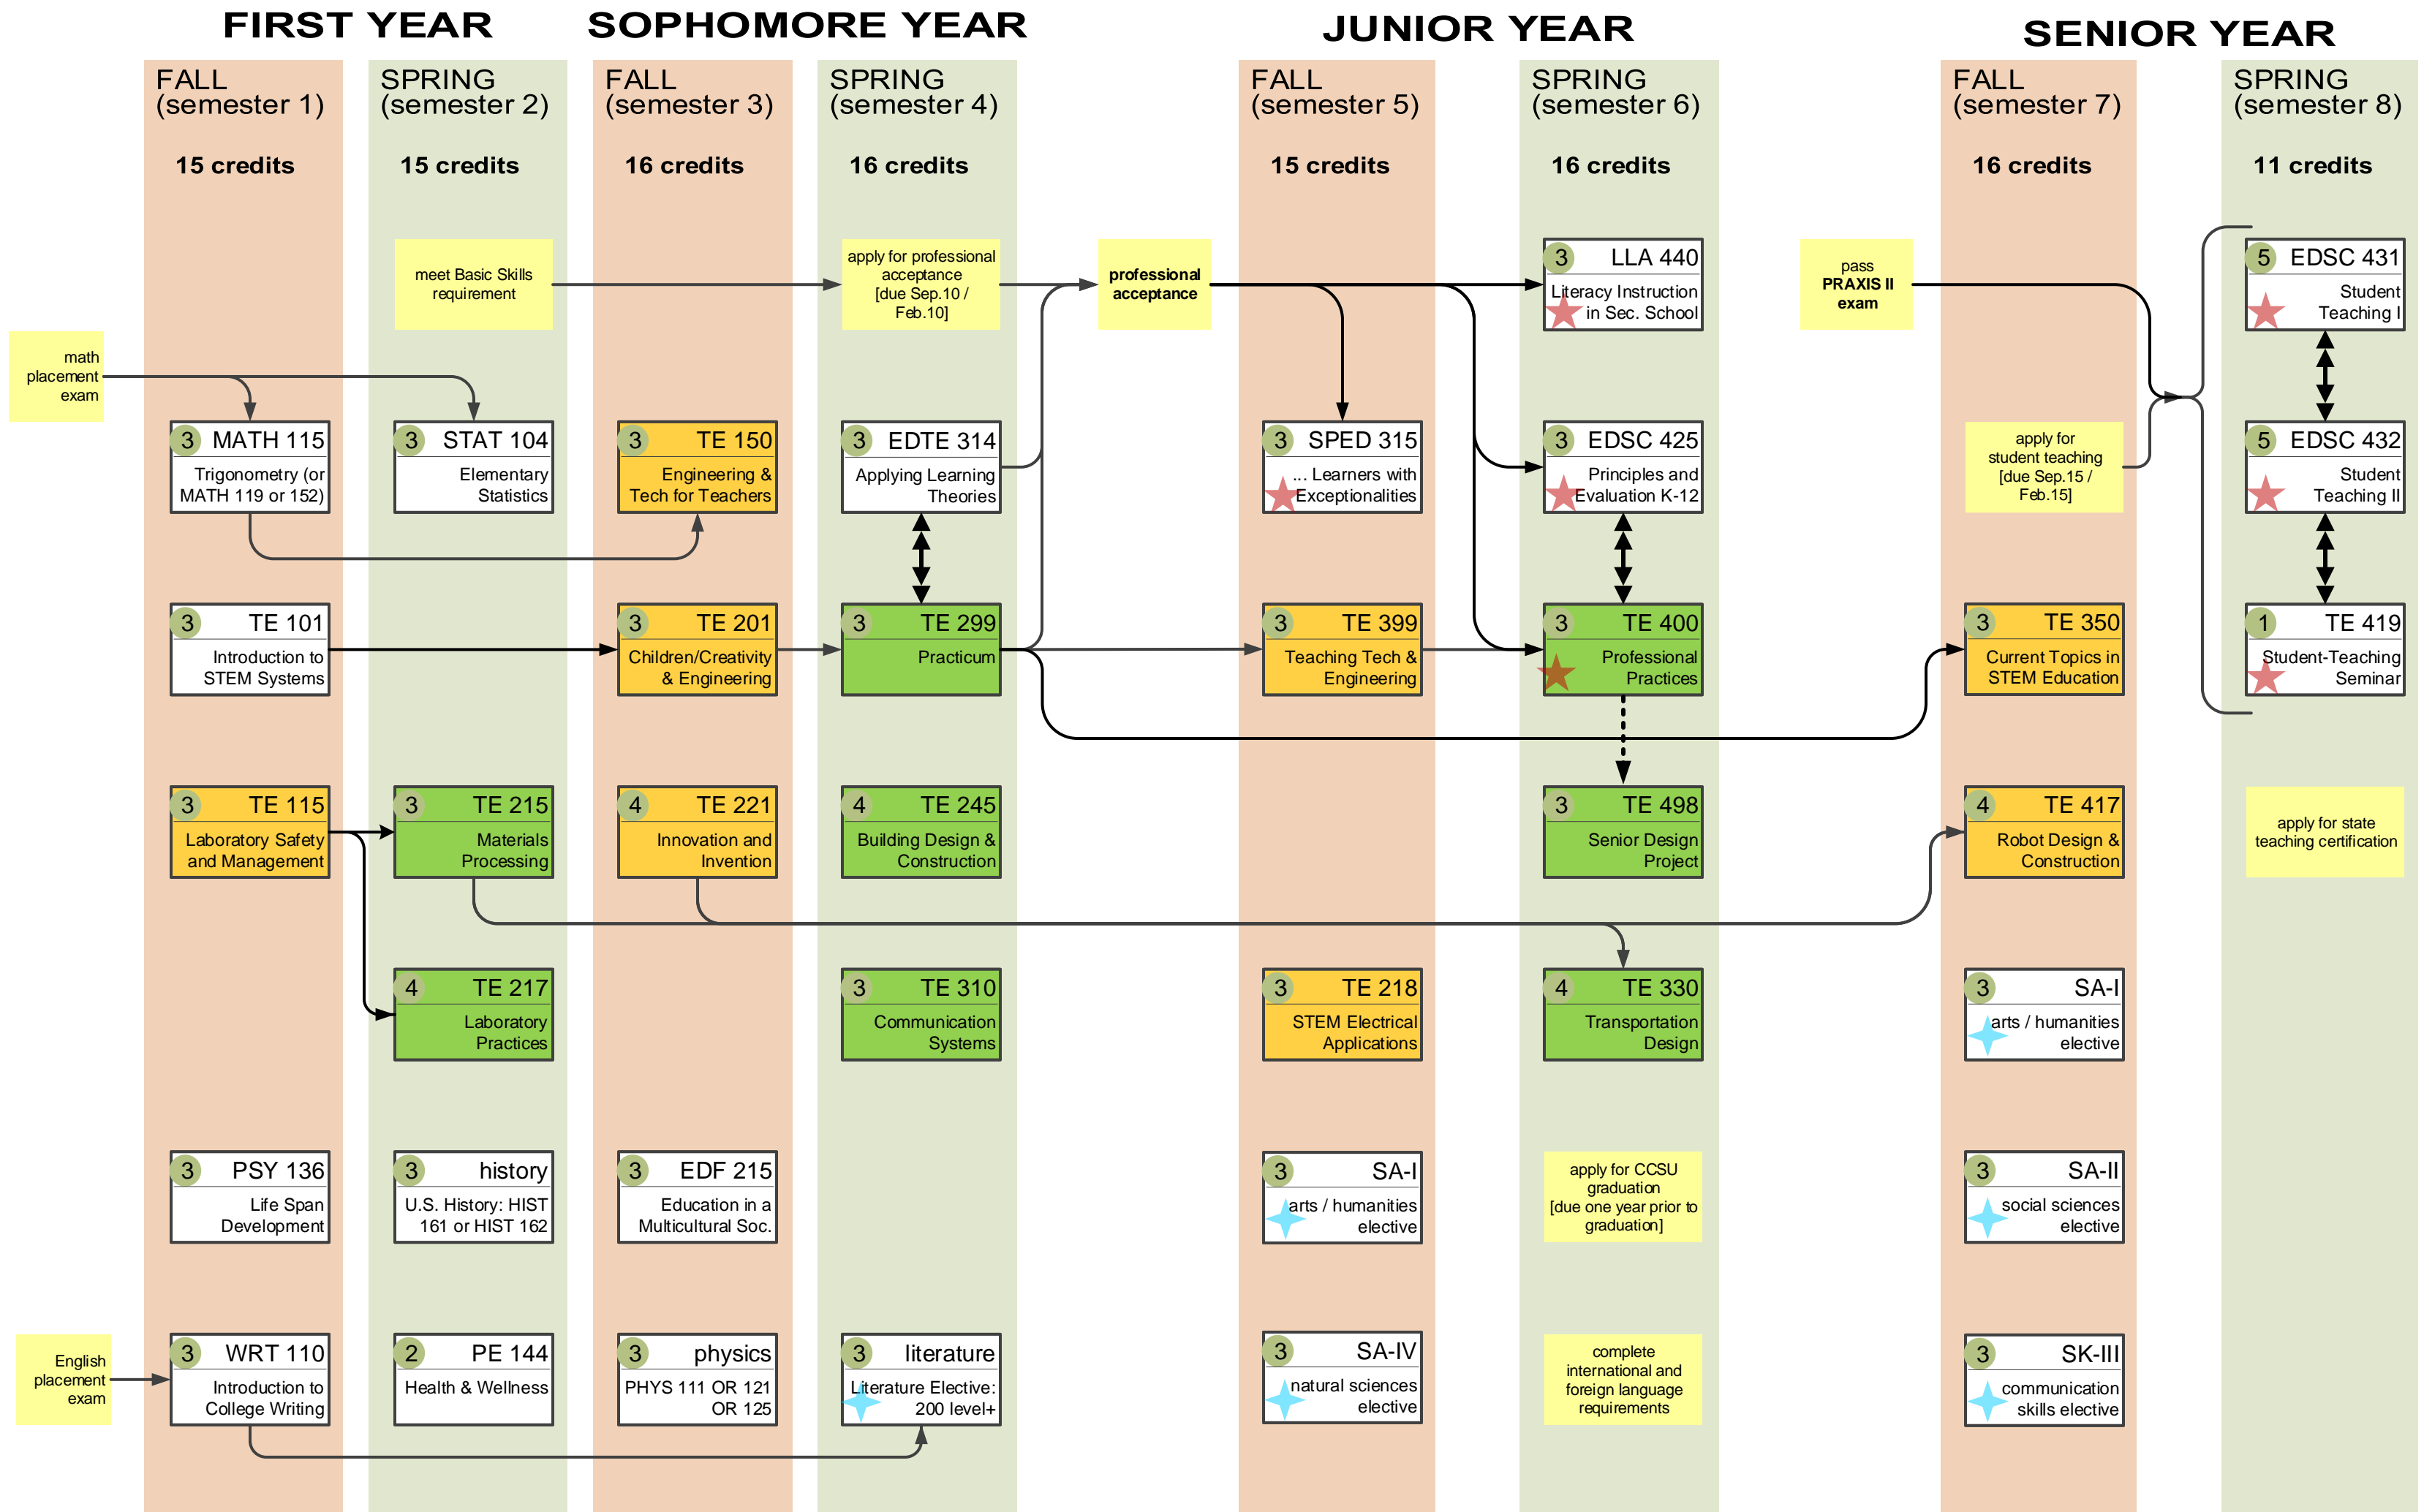 FIRST YEAR
SOPHOMORE YEAR
JUNIOR YEAR
SENIOR YEAR
FALL
(semester 1)
15 credits
SPRING
(semester 2)
15 credits
FALL
(semester 3)
16 credits
SPRING
(semester 4)
16 credits
FALL
(semester 5)
15 credits
SPRING
(semester 6)
16 credits
FALL
(semester 7)
16 credits
SPRING
(semester 8)
11 credits
meet Basic Skills
requirement
apply for professional
acceptance
[due Sep.10 /
Feb.10]
professional
acceptance
3 LLA 440
Literacy Instruction
in Sec. School
pass
PRAXIS II
exam
5 EDSC 431
Student
Teaching I
math
placement
exam
3 MATH 115
Trigonometry (or
MATH 119 or 152)
3 STAT 104
Elementary
Statistics
3 TE 150
Engineering &
Tech for Teachers
3 EDTE 314
Applying Learning
Theories
3 SPED 315
... Learners with
Exceptionalities
3 EDSC 425
Principles and
Evaluation K-12
apply for
student teaching
[due Sep.15 /
Feb.15]
5 EDSC 432
Student
Teaching II
3 TE 101
Introduction to
STEM Systems
3 TE 201
Children/Creativity
& Engineering
3 TE 299
Practicum
3 TE 399
Teaching Tech &
Engineering
3 TE 400
Professional
Practices
3 TE 350
Current Topics in
STEM Education
1 TE 419
Student-Teaching
Seminar
3 TE 115
Laboratory Safety
and Management
3 TE 215
Materials
Processing
4 TE 221
Innovation and
Invention
4 TE 245
Building Design &
Construction
3 TE 498
Senior Design
Project
4 TE 417
Robot Design &
Construction
apply for state
teaching certification
4 TE 217
Laboratory
Practices
3 TE 310
Communication
Systems
3 TE 218
STEM Electrical
Applications
4 TE 330
Transportation
Design
3 SA-I
arts / humanities
elective
3 PSY 136
Life Span
Development
3 history
U.S. History: HIST
161 or HIST 162
3 EDF 215
Education in a
Multicultural Soc.
3 SA-I
arts / humanities
elective
apply for CCSU
graduation
[due one year prior to
graduation]
3 SA-II
social sciences
elective
English
placement
exam
3 WRT 110
Introduction to
College Writing
2 PE 144
Health & Wellness
3 physics
PHYS 111 OR 121
OR 125
3 literature
Literature Elective:
200 level+
3 SA-IV
natural sciences
elective
complete
international and
foreign language
requirements
3 SK-III
communication
skills elective